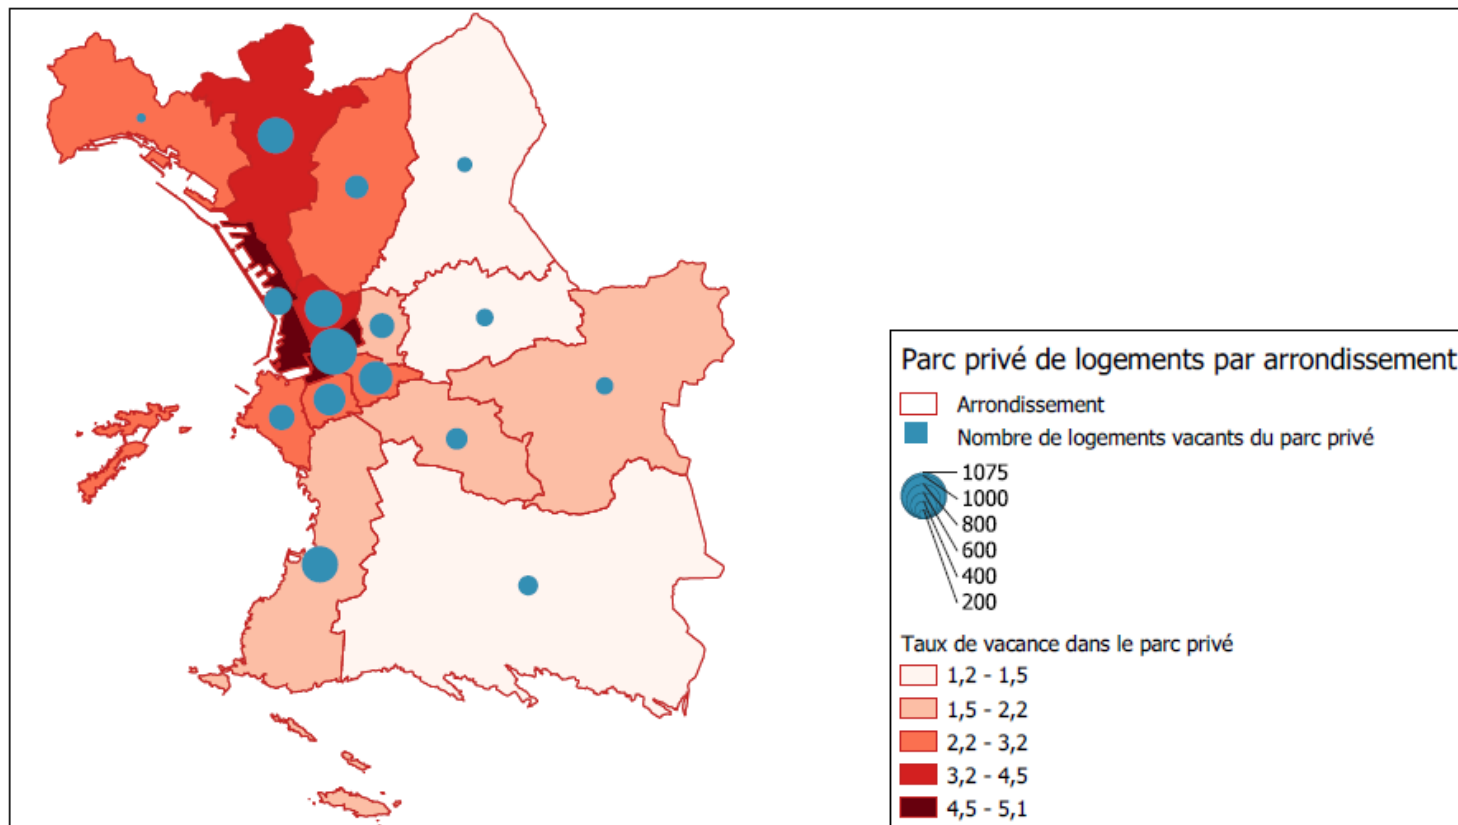 Parc privé de logements par arrondissement
Arrondissement
Nombre de logements vacants du parc privé
1075
1000
800
600
400
200
Taux de vacance dans le parc privé
1,2 - 1,5
1,5 - 2,2
2,2 - 3,2
3,2 - 4,5
4,5 - 5,1